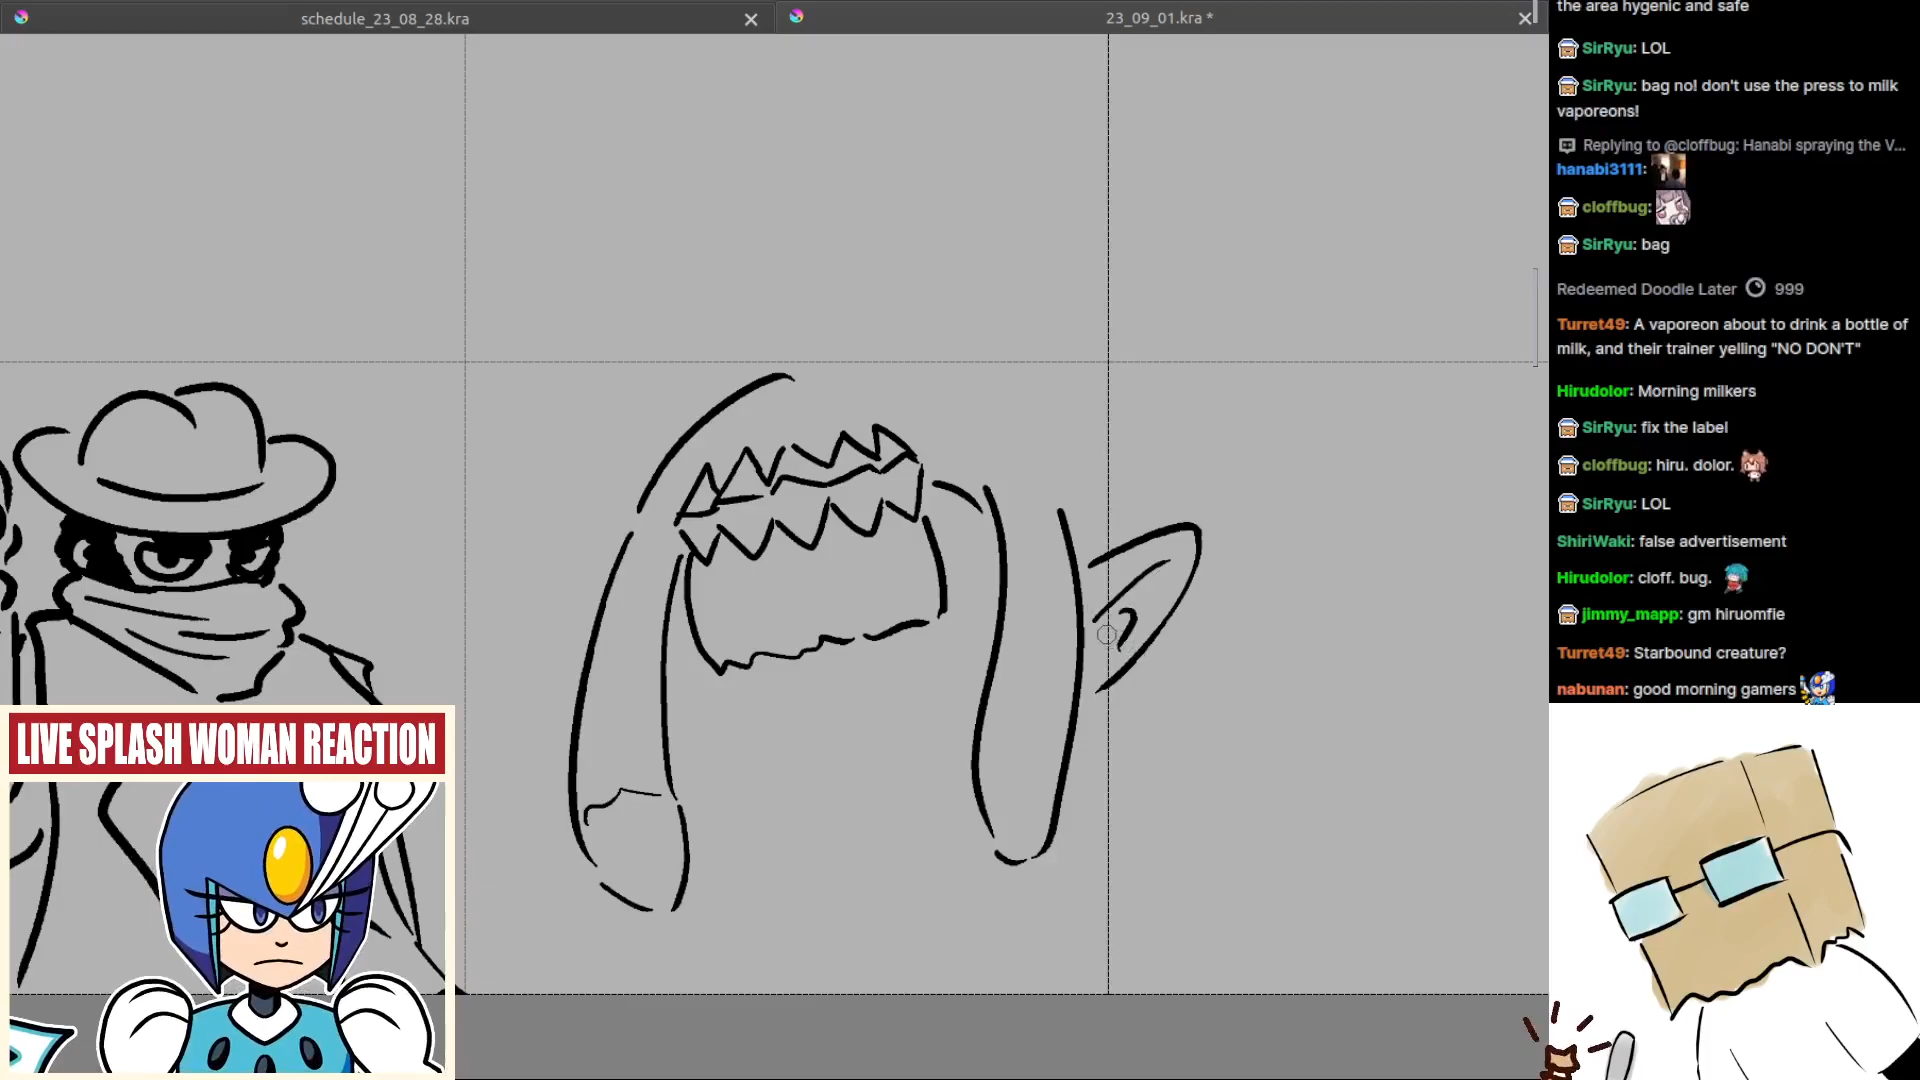 schedule_23_08_28.kra
23_09_01.kra *
the area hygenic and safe
SirRyu: LOL
SirRyu: bag no! don't use the press to milk
vaporeons!
Replying to @cloffbug: Hanabi spraying the V...
hanabi3111:
cloffbug:
SirRyu: bag
Redeemed Doodle Later 999
Turret49: A vaporeon about to drink a bottle of
milk, and their trainer yelling "NO DON'T"
Hirudolor: Morning milkers
SirRyu: fix the label
cloffbug: hiru. dolor.
SirRyu: LOL
ShiriWaki: false advertisement
Hirudolor: cloff. bug.
jimmy_mapp: gm hiruomfie
Turret49: Starbound creature?
nabunan: good morning gamers
LIVE SPLASH WOMAN REACTION